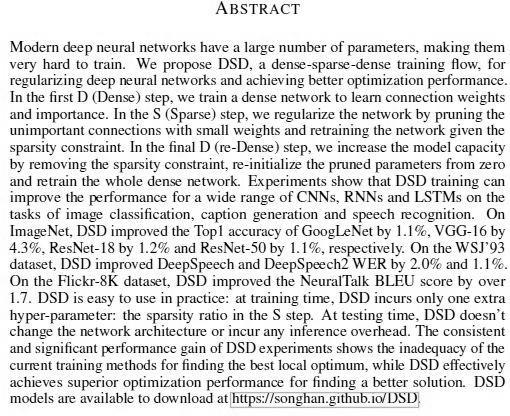 ABSTRACT
Modern deep neural networks have a large number of parameters, making them
very hard to train. We propose DSD, a dense-sparse-dense training flow, for
regularizing deep neural networks and achieving better optimization performance.
In the first D (Dense) step, we train a dense network to learn connection weights
and importance. In the S (Sparse) step, we regularize the network by pruning the
unimportant connections with small weights and retraining the network given the
sparsity constraint. In the final D (re-Dense) step, we increase the model capacity
by removing the sparsity constraint, re-initialize the pruned parameters from zero
and retrain the whole dense network. Experiments show that DSD training can
improve the performance for a wide range of CNNs, RNNs and LSTMs on the
tasks of image classification, caption generation and speech recognition. On
ImageNet, DSD improved the Top1 accuracy of GoogLeNet by 1.1%, VGG-16 by
4.3%, ResNet-18 by 1.2% and ResNet-50 by 1.1%, respectively. On the WSJ'93
dataset, DSD improved DeepSpeech and DeepSpeech2 WER by 2.0% and 1.1%.
On the Flickr-8K dataset, DSD improved the NeuralTalk BLEU score by over
1.7. DSD is easy to use in practice: at training time, DSD incurs only one extra
hyper-parameter: the sparsity ratio in the S step. At testing time, DSD doesn't
change the network architecture or incur any inference overhead. The consistent
and significant performance gain of DSD experiments shows the inadequacy of the
current training methods for finding the best local optimum, while DSD effectively
achieves superior optimization performance for finding a better solution. DSD
models are available to download at https://songhan.github.io/DSD.